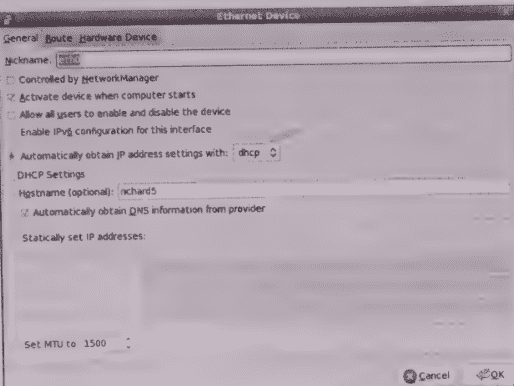 Ethernet Device
General Route Hardware Device
Nickname:
Controlled by NetworkManager
Activate device when computer starts
Allow all users to enable and disable the device
Enable IPv6 configuration for this interface
Automatically obtain IP address settings with: dhcp
DHCP Settings
Hostname (optional): richard5
Automatically obtain DNS information from provider
Statically set IP addresses:
Set MTU to 1500
Cancel OK